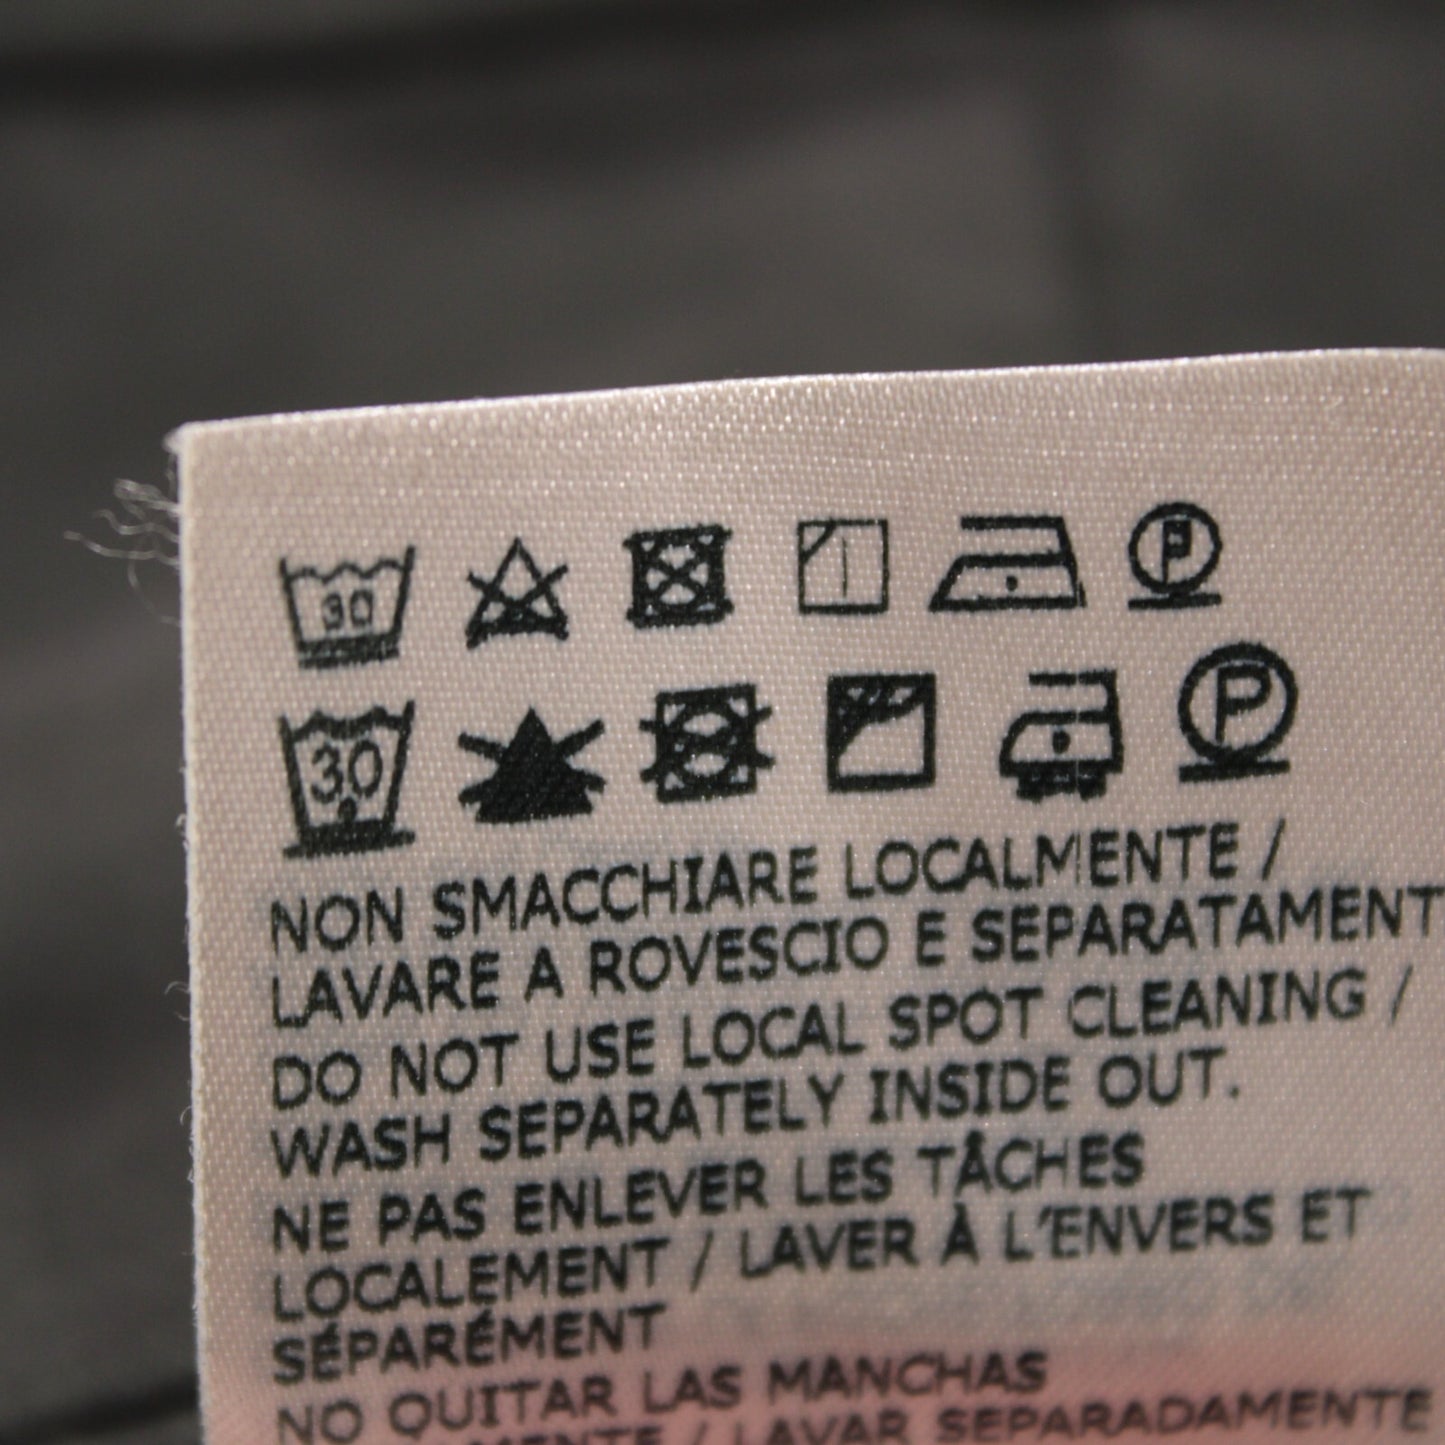 30
P
30
P
NON SMACCHIARE LOCALMENTE /
LAVARE A ROVESCIO E SEPARATAMENT
DO NOT USE LOCAL SPOT CLEANING /
WASH SEPARATELY INSIDE OUT.
NE PAS ENLEVER LES TÂCHES
LOCALEMENT / LAVER À L'ENVERS ET
SÉPARÉMENT
NO QUITAR LAS MANCHAS
/ LAVAR SEPARADAMENTE